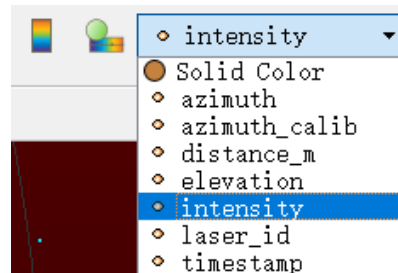 intensity
Solid Color
azimuth
azimuth_calib
distance_m
elevation
intensity
laser_id
timestamp